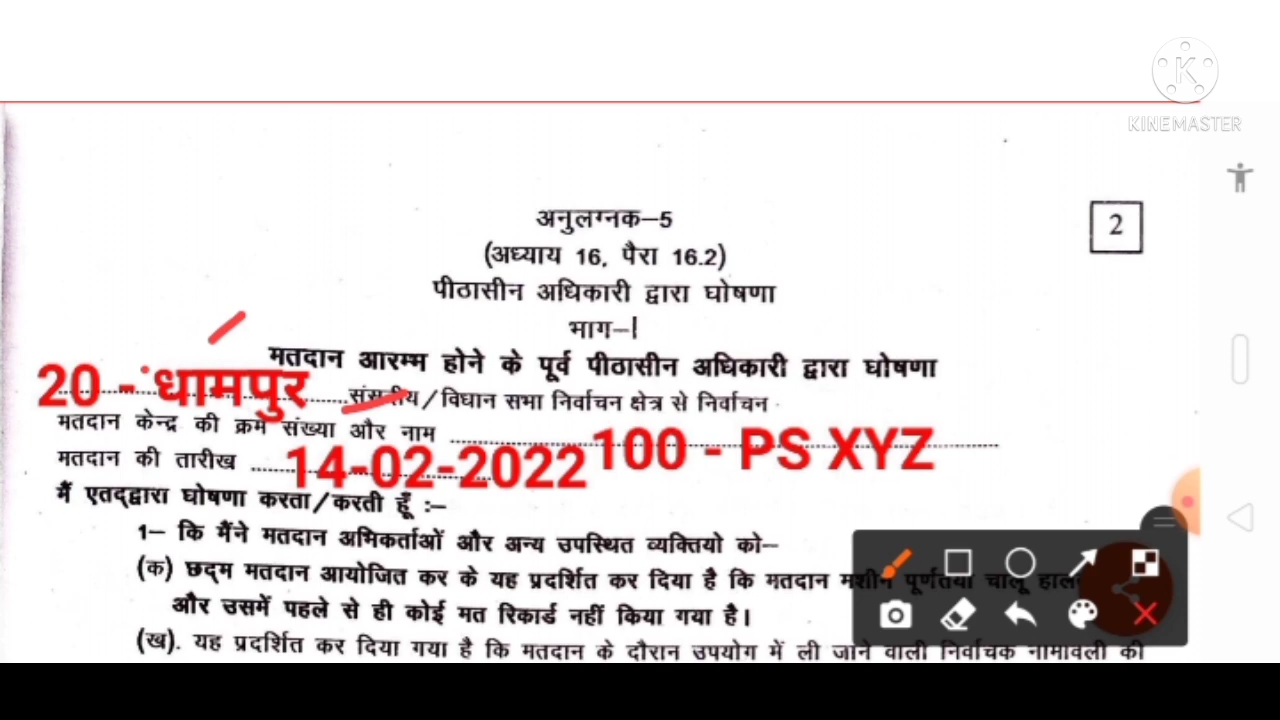 KINEMASTER
अनुलग्नक–5
2
(अध्याय 16, पैरा 16.2)
पीठासीन अधिकारी द्वारा घोषणा
भाग–I
मतदान आरम्भ होने के पूर्व पीठासीन अधिकारी द्वारा घोषणा
20 - धामपुर संसदीय/विधान सभा निर्वाचन क्षेत्र से निर्वाचन
मतदान केन्द्र की क्रम संख्या और नाम 100 - PS XYZ
मतदान की तारीख 14-02-2022
मैं एतद्द्वारा घोषणा करता/करती हूँ :–
1– कि मैंने मतदान अभिकर्ताओं और अन्य उपस्थित व्यक्तियो को–
(क) छद्म मतदान आयोजित कर के यह प्रदर्शित कर दिया है कि मतदान मशीन पूर्णतया चालू
और उसमें पहले से ही कोई मत रिकार्ड नहीं किया गया है।
(ख). यह प्रदर्शित कर दिया गया है कि मतदान के दौरान उपयोग में ली जाने वाली निर्वाचक नामावली की